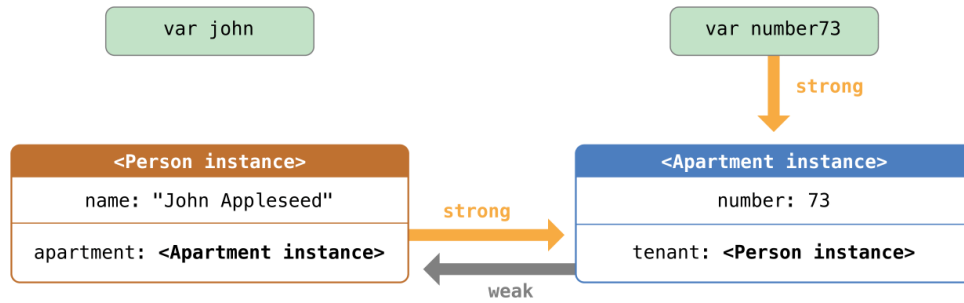 var john
var number73
strong
<Person instance>
name: "John Appleseed"
apartment: <Apartment instance>
strong
weak
<Apartment instance>
number: 73
tenant: <Person instance>